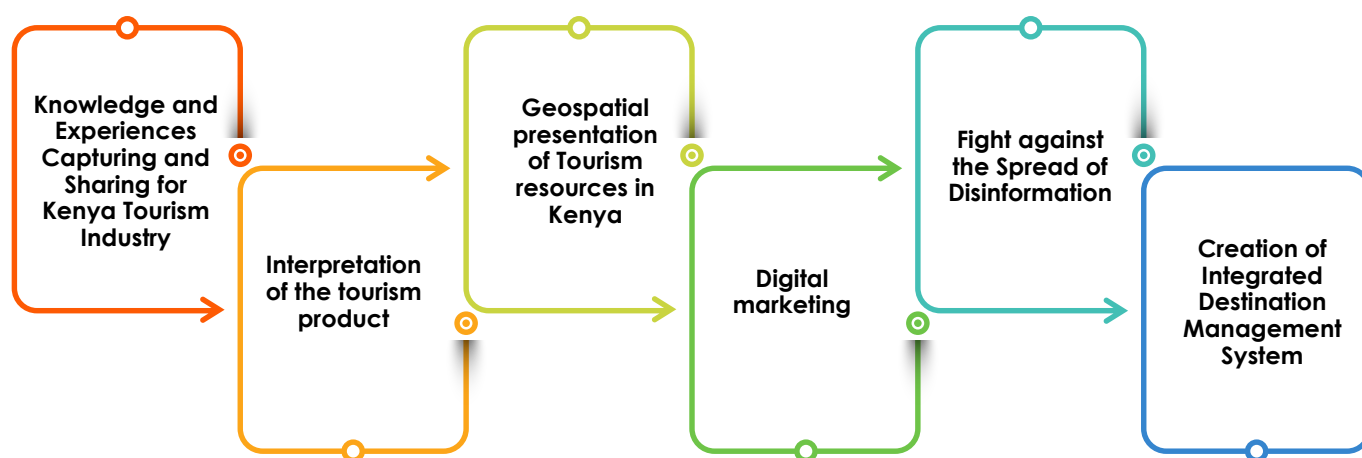 Knowledge and
Experiences
Capturing and
Sharing for
Kenya Tourism
Industry
Interpretation
of the tourism
product
Geospatial
presentation
of Tourism
resources in
Kenya
Digital
marketing
Fight against
the Spread of
Disinformation
Creation of
Integrated
Destination
Management
System